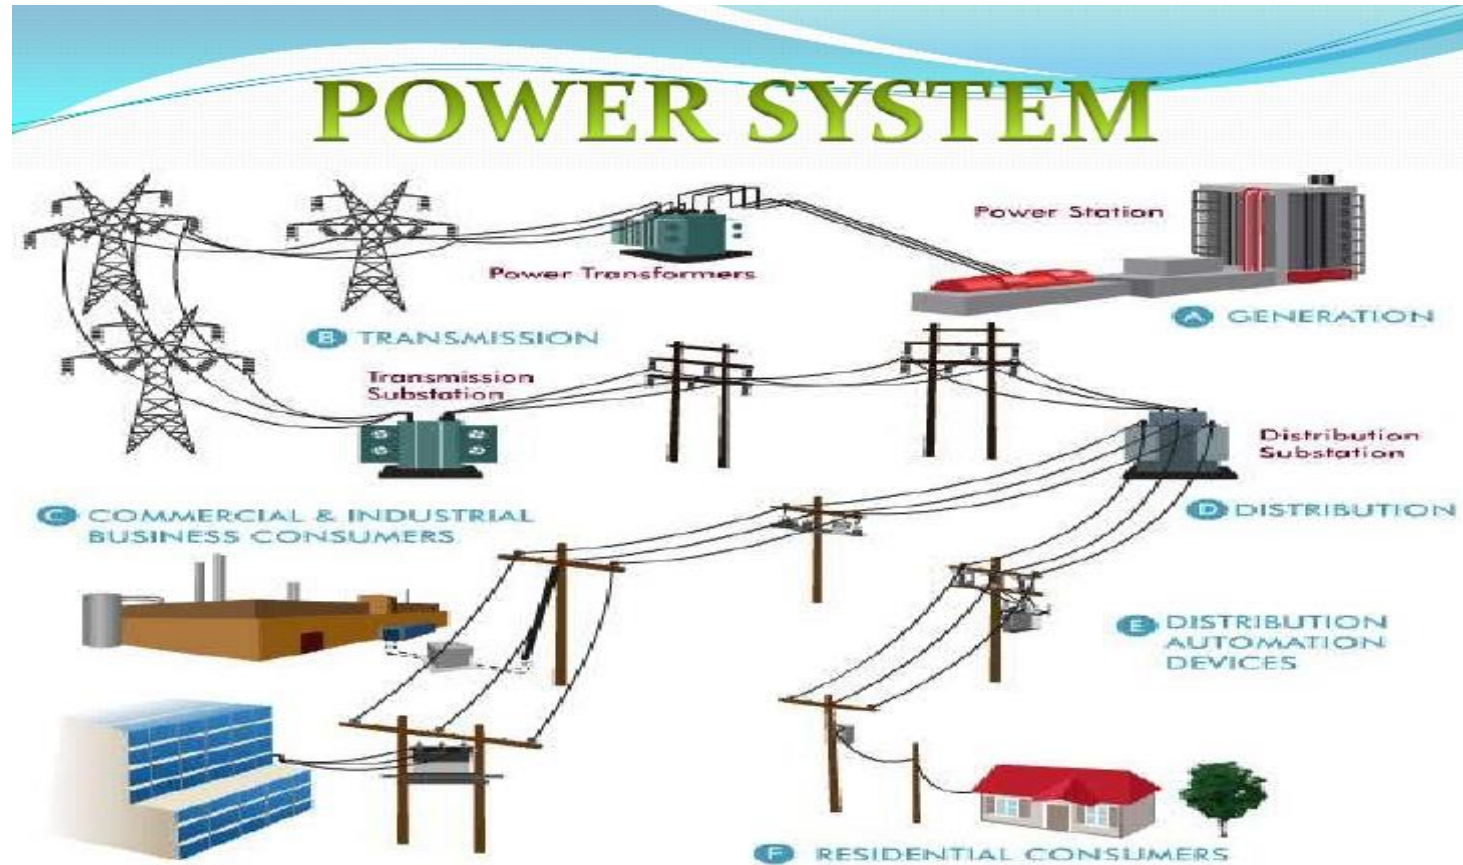 POWER SYSTEM
Power Station
Power Transformers
A GENERATION
B TRANSMISSION
Transmission
Substation
Distribution
Substation
C COMMERCIAL & INDUSTRIAL
BUSINESS CONSUMERS
D DISTRIBUTION
E DISTRIBUTION
AUTOMATION
DEVICES
F RESIDENTIAL CONSUMERS